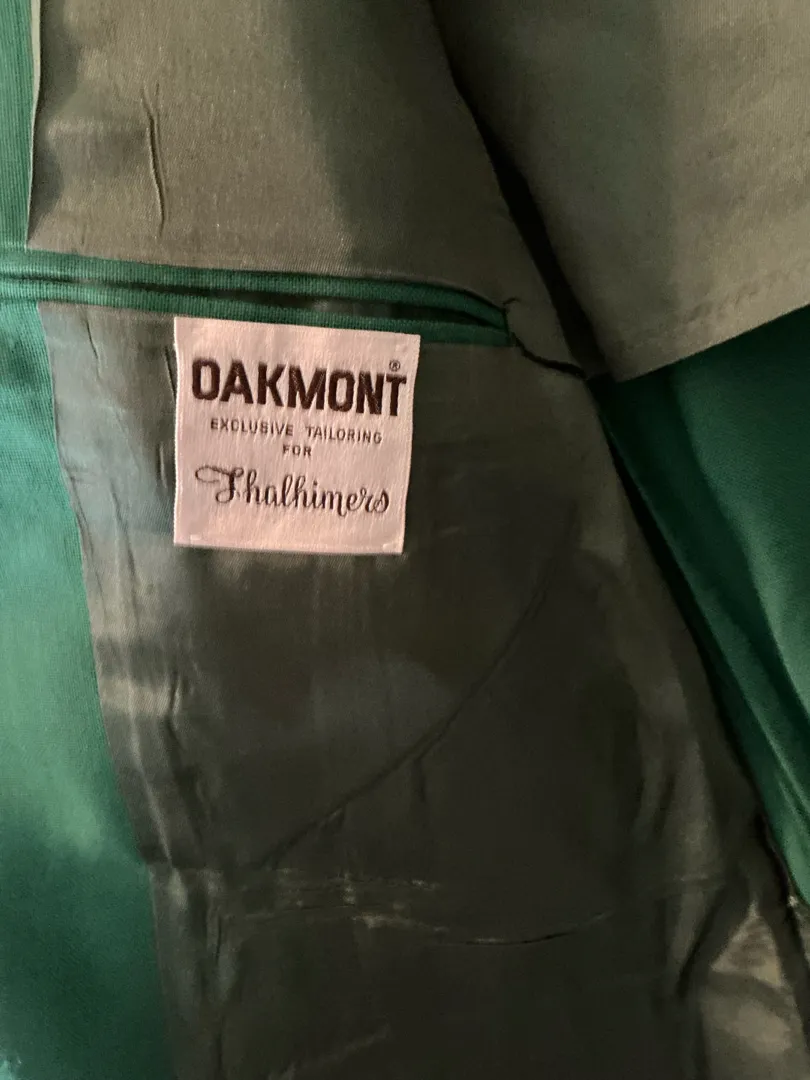 OAKMONT®
EXCLUSIVE TAILORING
FOR
Thalhimers